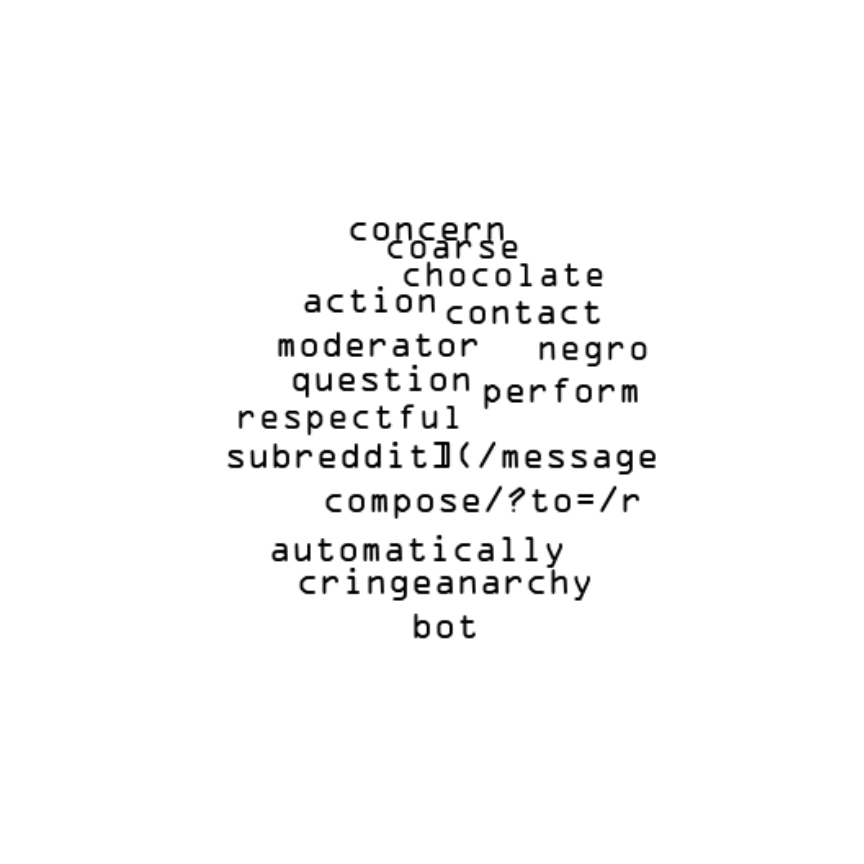 concern
coarse
chocolate
action contact
moderator negro
question perform
respectful
subreddit](/message
compose/?to=/r
automatically
cringeanarchy
bot